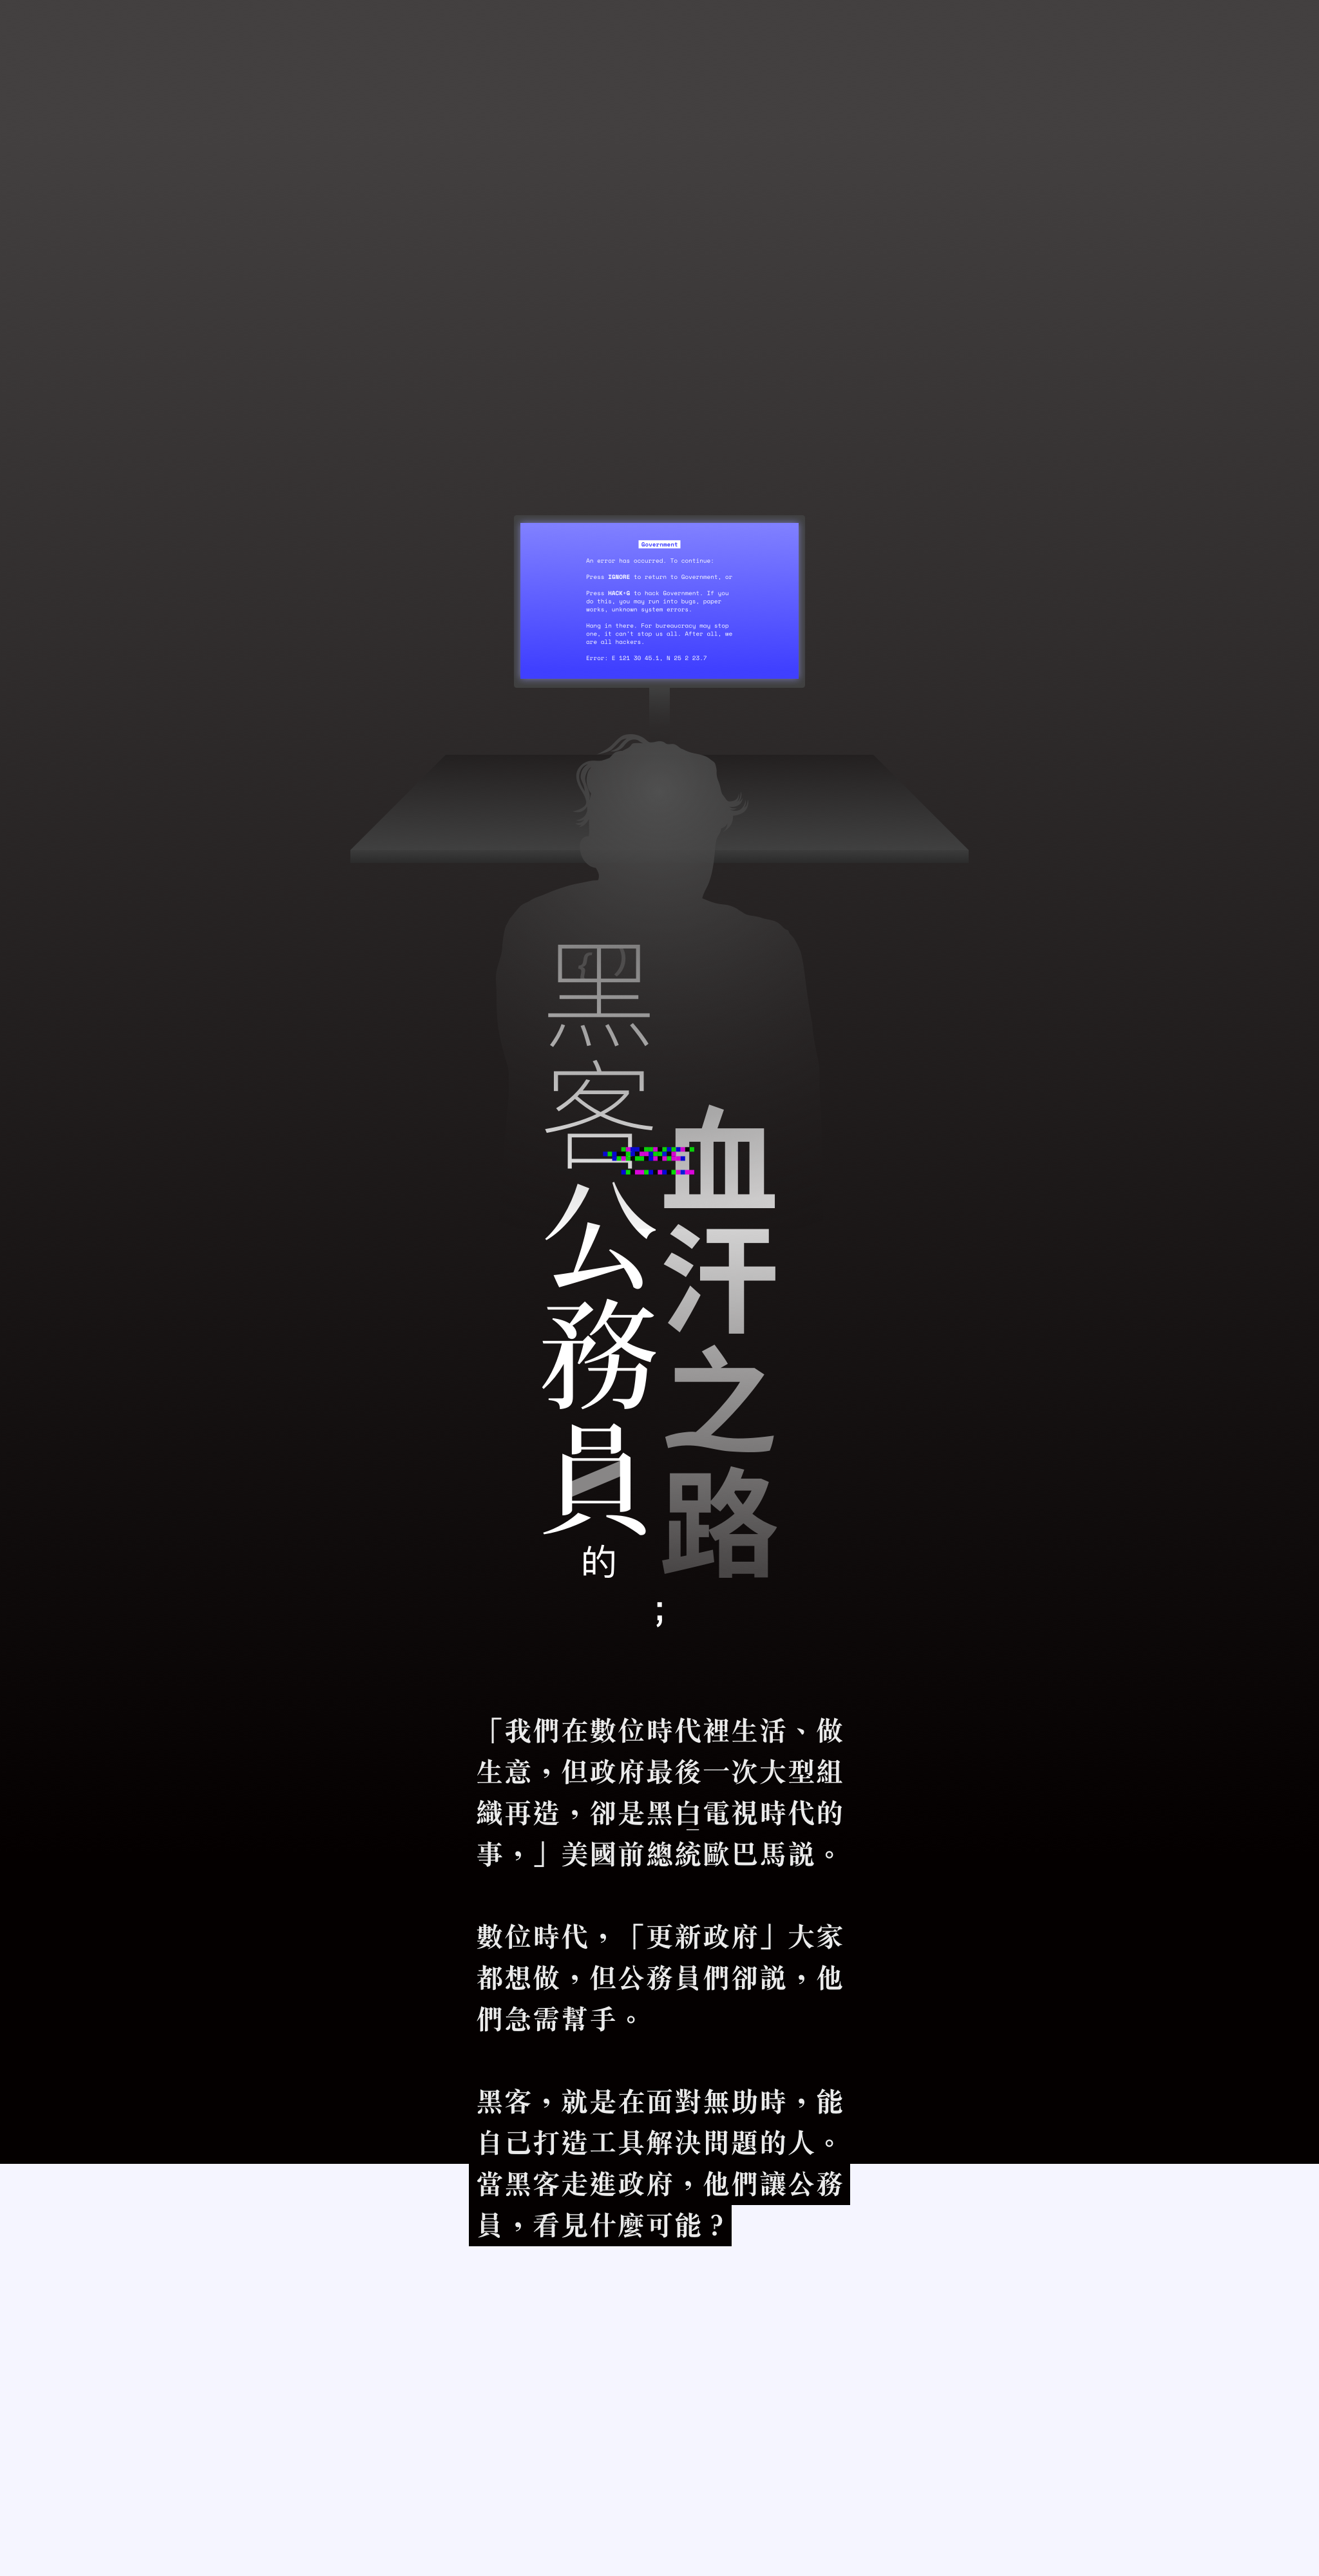 Government
An error has occurred. To continue:
Press IGNORE to return to Government, or
Press HACK+G to hack Government. If you
do this, you may run into bugs, paper
works, unknown system errors.
Hang in there. For bureaucracy may stop
one, it can't stop us all. After all, we
are all hackers.
Error: E 121 30 45.1, N 25 2 23.7
黑客公務員的
血汗之路
;
「我們在數位時代裡生活、做
生意，但政府最後一次大型組
織再造，卻是黑白電視時代的
事，」美國前總統歐巴馬說。
數位時代，「更新政府」大家
都想做，但公務員們卻說，他
們急需幫手。
黑客，就是在面對無助時，能
自己打造工具解決問題的人。
當黑客走進政府，他們讓公務
員，看見什麼可能？